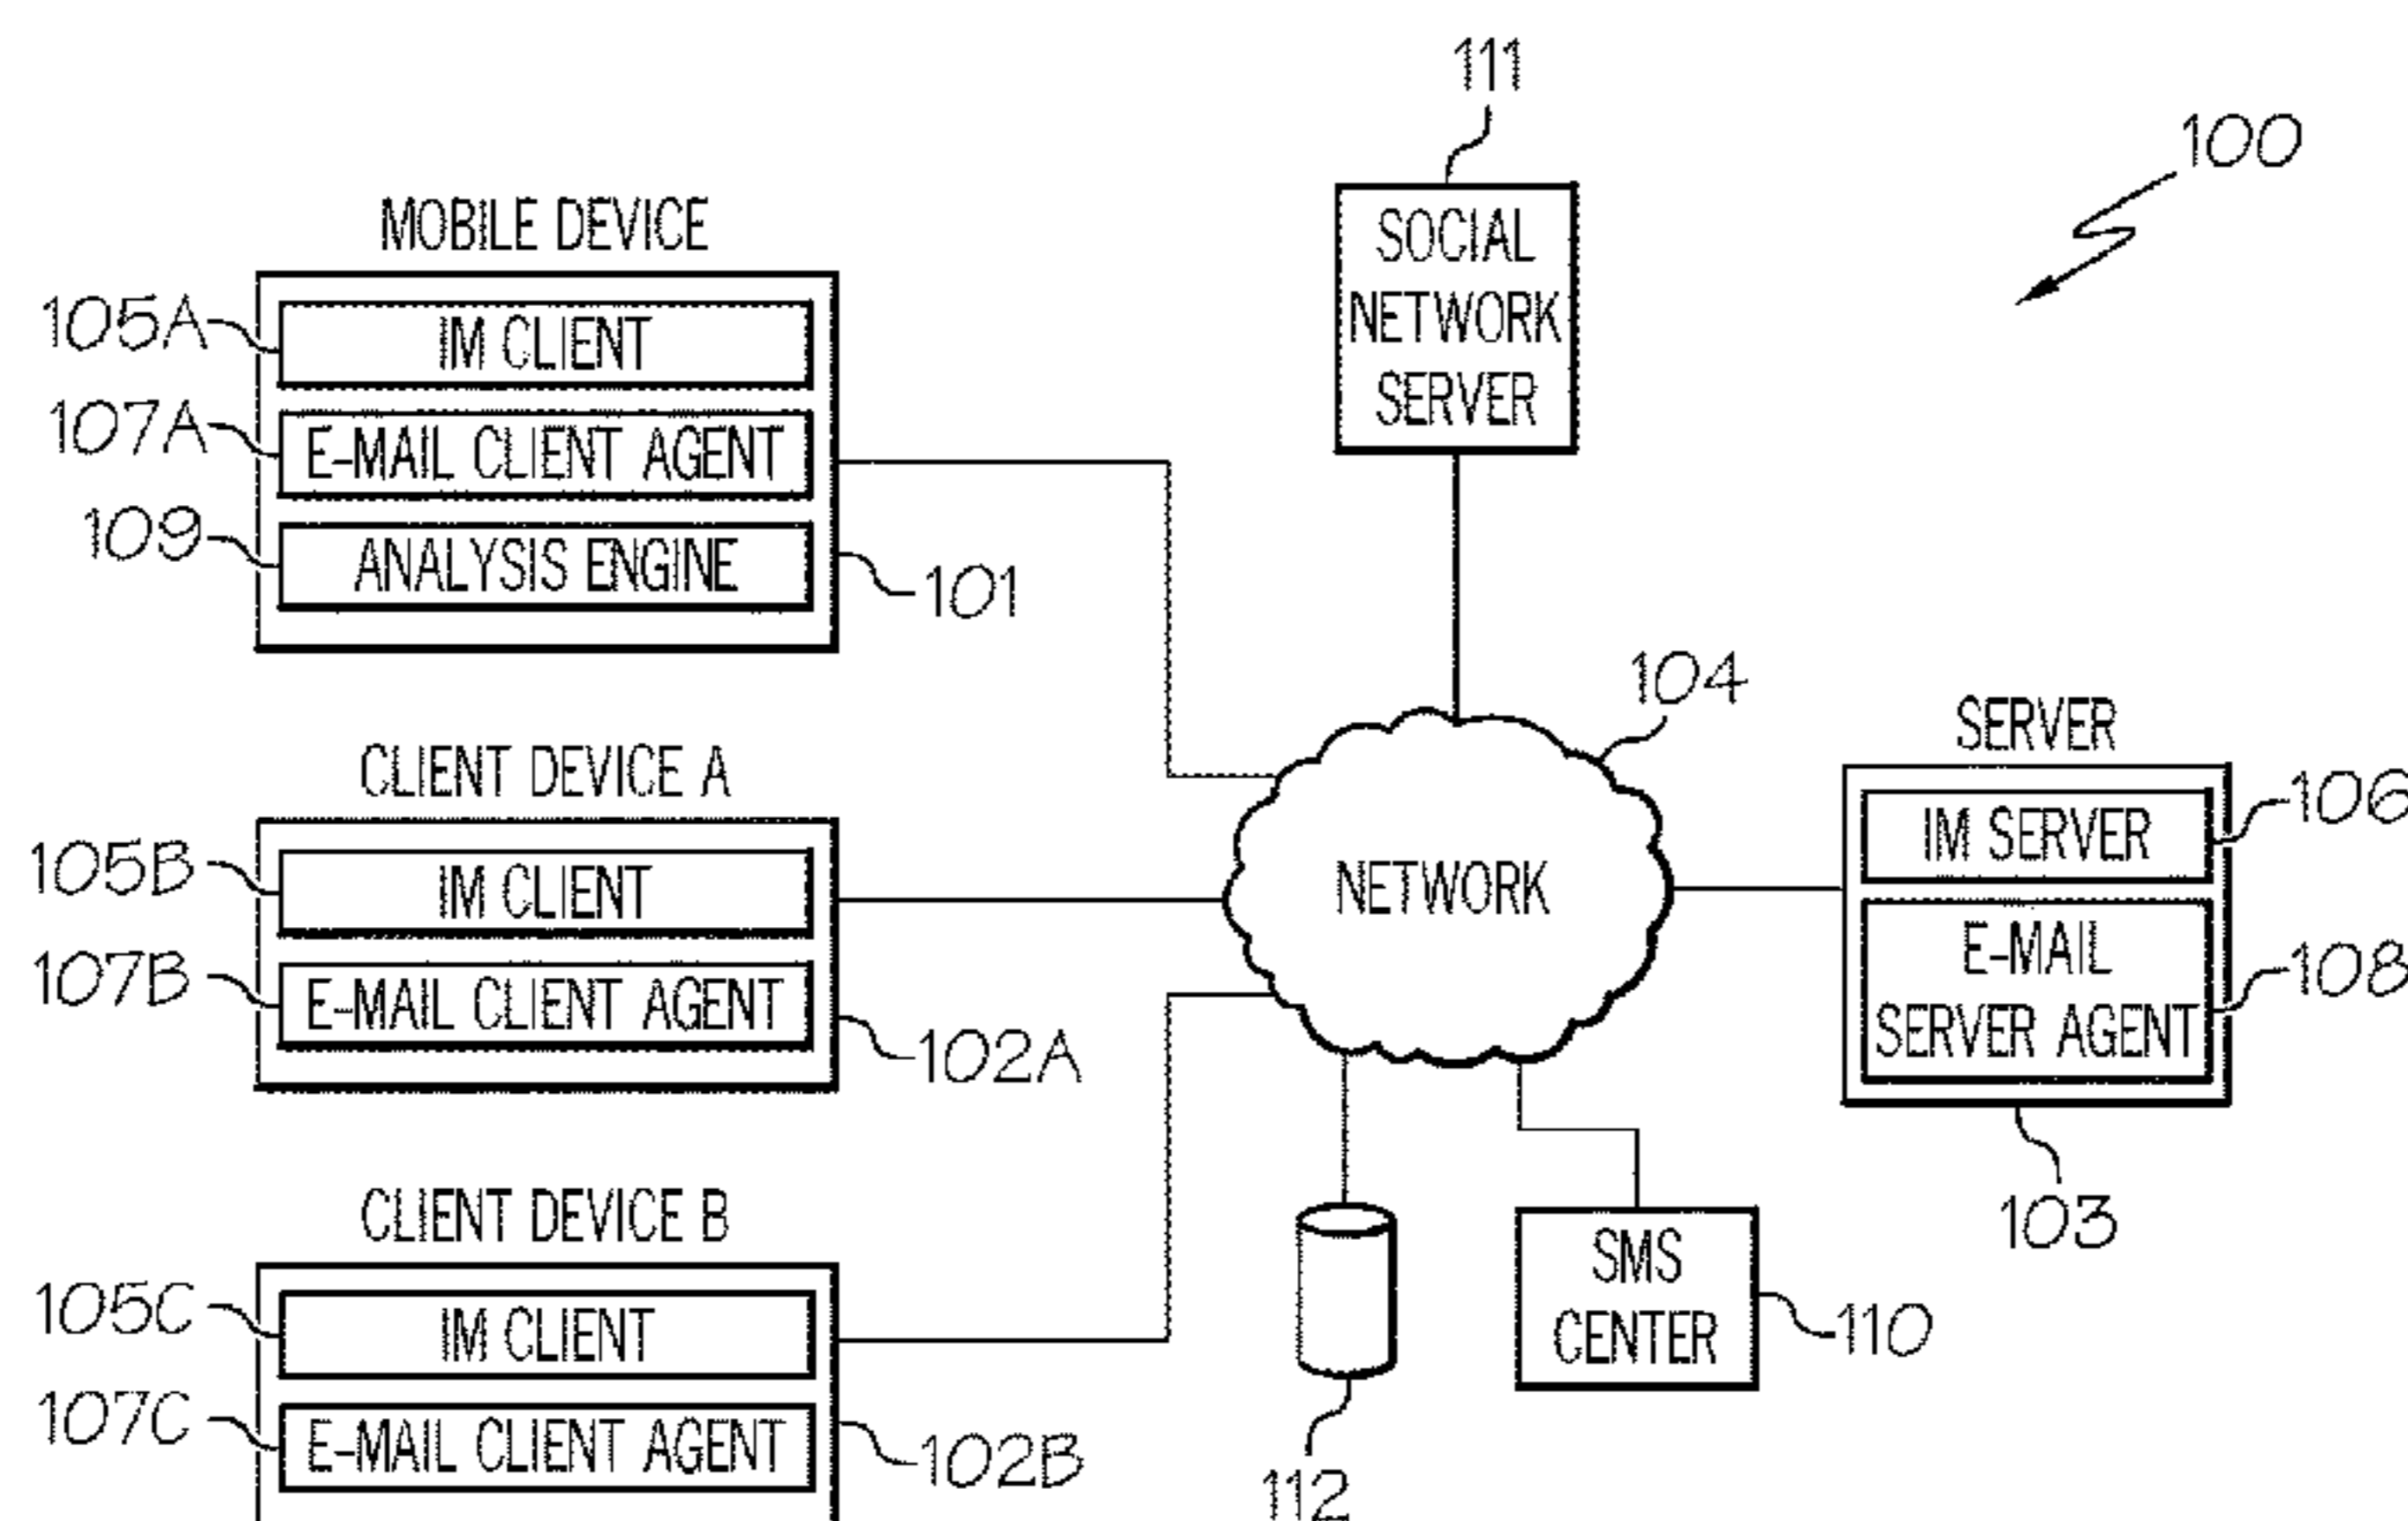 111
100
SOCIAL
NETWORK
SERVER
MOBILE DEVICE
105A
IM CLIENT
107A
E-MAIL CLIENT AGENT
109
ANALYSIS ENGINE
101
104
SERVER
CLIENT DEVICE A
105B
IM CLIENT
107B
E-MAIL CLIENT AGENT
102A
NETWORK
IM SERVER
106
E-MAIL
SERVER AGENT
108
103
CLIENT DEVICE B
105C
IM CLIENT
107C
E-MAIL CLIENT AGENT
102B
112
SMS
CENTER
110